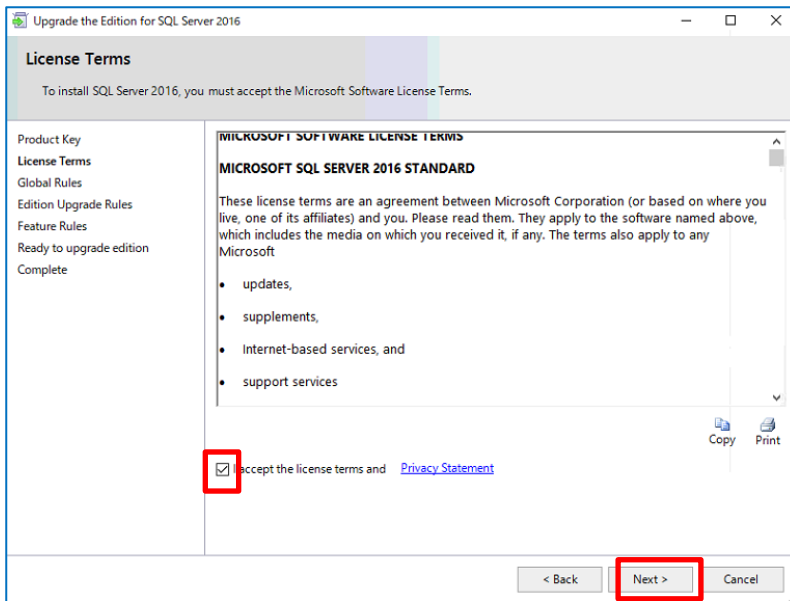 Upgrade the Edition for SQL Server 2016
License Terms
To install SQL Server 2016, you must accept the Microsoft Software License Terms.
Product Key
License Terms
Global Rules
Edition Upgrade Rules
Feature Rules
Ready to upgrade edition
Complete
MICROSOFT SOFTWARE LICENSE TERMS
MICROSOFT SQL SERVER 2016 STANDARD
These license terms are an agreement between Microsoft Corporation (or based on where you
live, one of its affiliates) and you. Please read them. They apply to the software named above,
which includes the media on which you received it, if any. The terms also apply to any
Microsoft
• updates,
• supplements,
• Internet-based services, and
• support services
Copy Print
I accept the license terms and Privacy Statement
< Back Next > Cancel